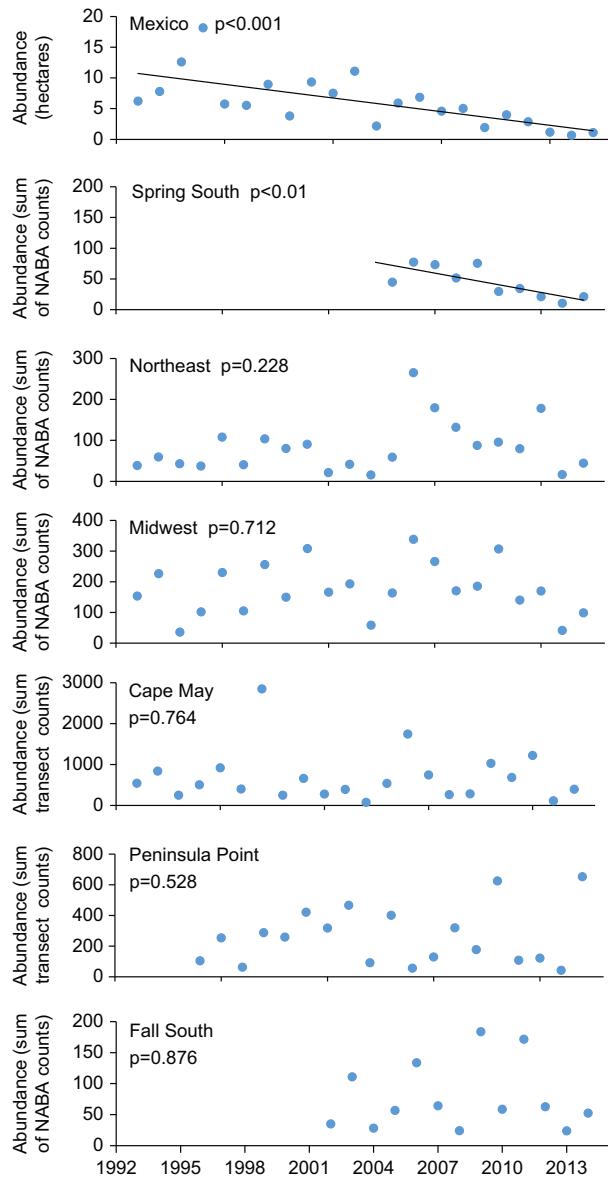 Mexico p<0.001
Abundance
(hectares)
20
15
10
5
0
Spring South p<0.01
Abundance (sum
of NABA counts)
200
150
100
50
0
Northeast p=0.228
Abundance (sum
of NABA counts)
300
200
100
0
Midwest p=0.712
Abundance (sum
of NABA counts)
400
300
200
100
0
Cape May
p=0.764
Abundance (sum
transect counts)
3000
2000
1000
0
Peninsula Point
p=0.528
Abundance (sum
transect counts)
800
600
400
200
0
Fall South
p=0.876
Abundance (sum
of NABA counts)
200
150
100
50
0
1992 1995 1998 2001 2004 2007 2010 2013